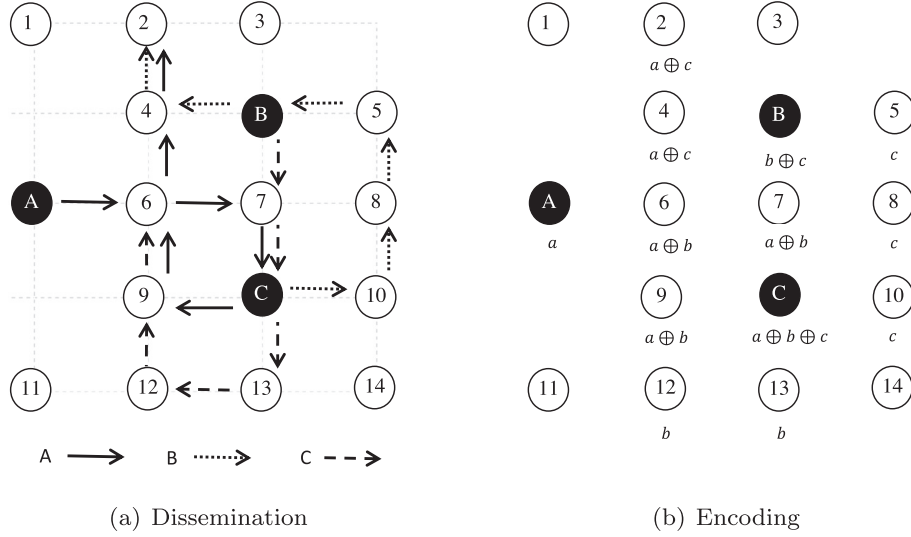 1 2 3
4 B 5
A 6 7 8
9 C 10
11 12 13 14
A B C
(a) Dissemination
1 2 3
a ⊕ c
4 B 5
a ⊕ c b ⊕ c c
A 6 7 8
a a ⊕ b a ⊕ b c
9 C 10
a ⊕ b a ⊕ b ⊕ c c
11 12 13 14
b b
(b) Encoding